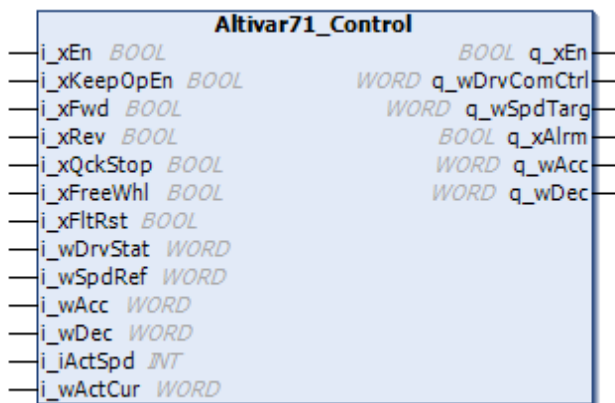 Altivar71_Control
i_xEn BOOL BOOL q_xEn
i_xKeepOpEn BOOL WORD q_wDrvComCtrl
i_xFwd BOOL WORD q_wSpdTarg
i_xRev BOOL BOOL q_xAlrm
i_xQckStop BOOL WORD q_wAcc
i_xFreeWhl BOOL WORD q_wDec
i_xFltRst BOOL
i_wDrvStat WORD
i_wSpdRef WORD
i_wAcc WORD
i_wDec WORD
i_iActSpd INT
i_wActCur WORD